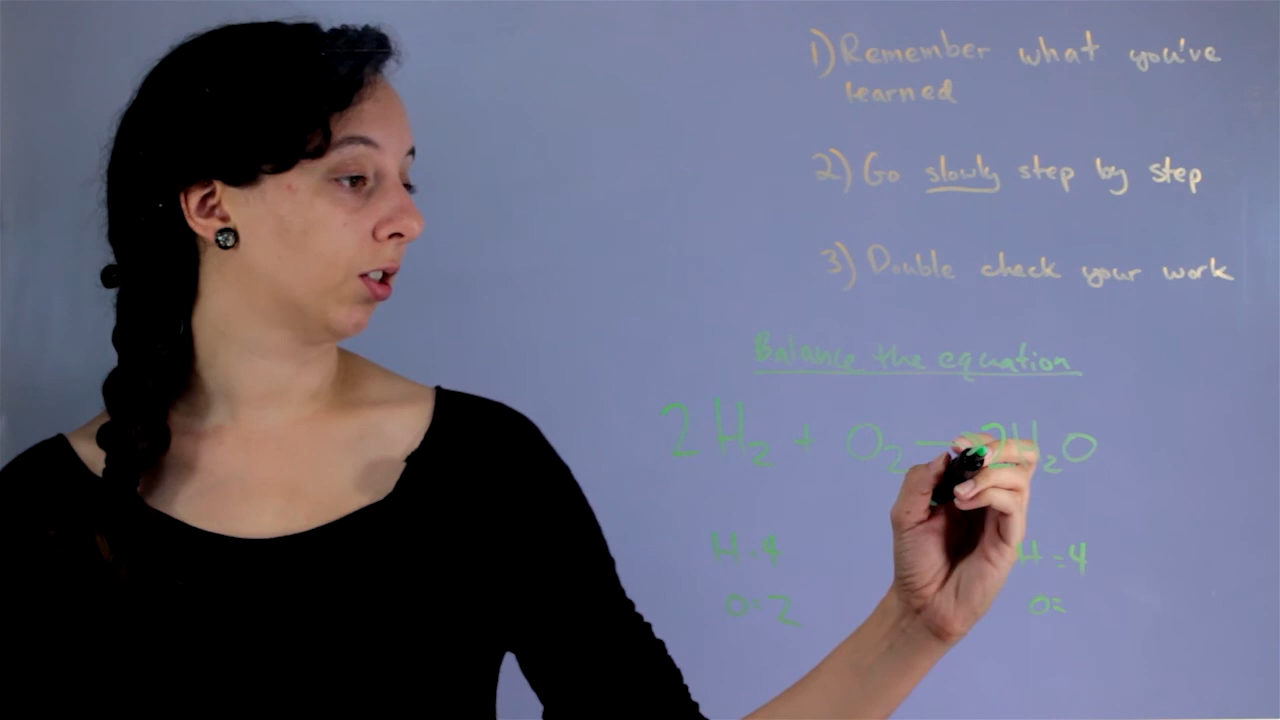 1) Remember what you've
learned
2) Go slowly step by step
3) Double check your work
Balance the equation
2H₂ + O₂ → 2H₂O
H = 4 H = 4
O = 2 O =